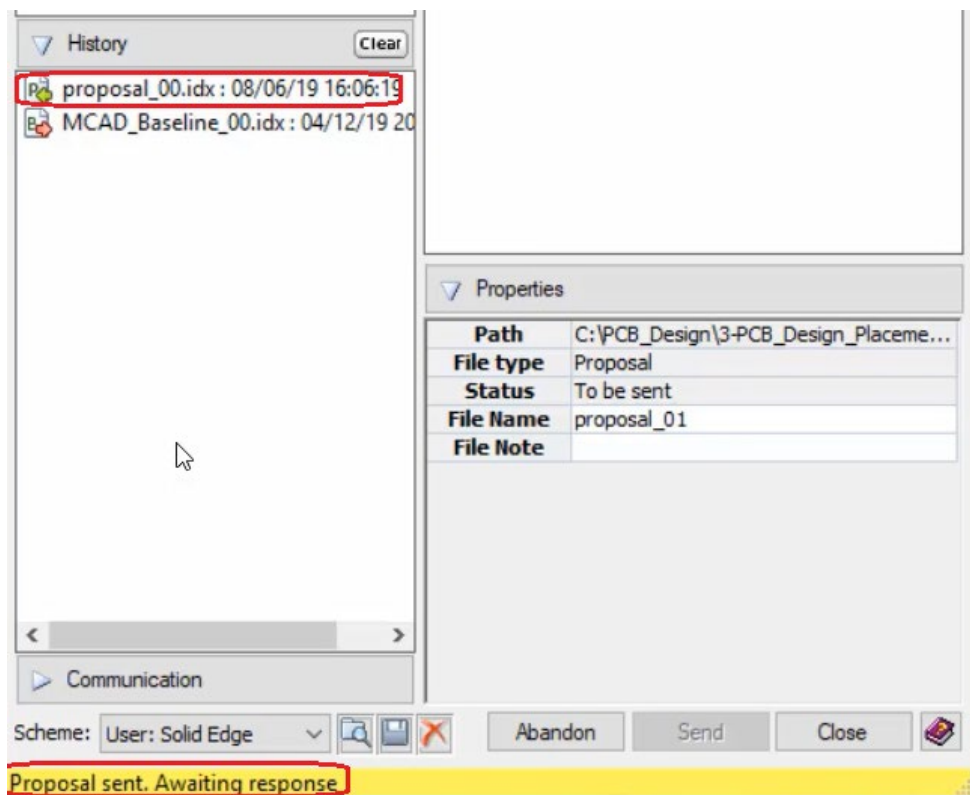 History
Clear
proposal_00.idx : 08/06/19 16:06:19
MCAD_Baseline_00.idx : 04/12/19 20
Properties
Path C:\PCB_Design\3-PCB_Design_Placeme...
File type Proposal
Status To be sent
File Name proposal_01
File Note
Communication
Scheme: User: Solid Edge
Abandon Send Close
Proposal sent. Awaiting response